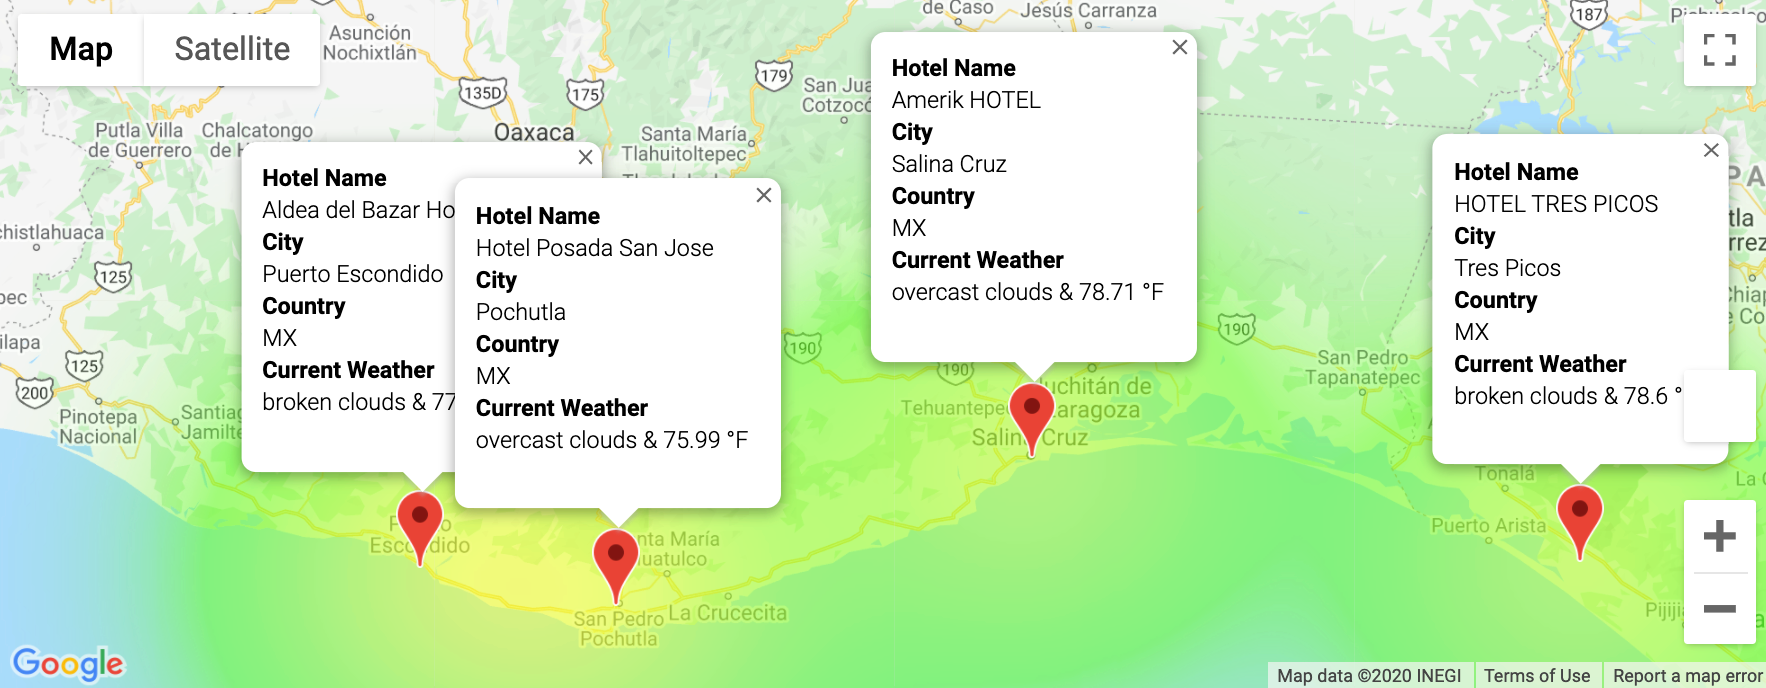 Map
Satellite
Asunción
Nochixtlán
de Caso
Jesús Carranza
187
179
135D
175
San Jua
Cotzocó
Putla Villa
de Guerrero
Chalcatongo
de H
Oaxaca
Santa María
Tlahuitoltepec
chistlahuaca
125
pec
ilapa
125
200
Pinotepa
Nacional
Santiag
Jamilte
Hotel Name
Aldea del Bazar Ho
City
Puerto Escondido
Country
MX
Current Weather
broken clouds & 77
Hotel Name
Hotel Posada San Jose
City
Pochutla
Country
MX
Current Weather
overcast clouds & 75.99 °F
Hotel Name
Amerik HOTEL
City
Salina Cruz
Country
MX
Current Weather
overcast clouds & 78.71 °F
Hotel Name
HOTEL TRES PICOS
City
Tres Picos
Country
MX
Current Weather
broken clouds & 78.6 °
190
190
190
San Pedro
Tapanatepec
Juchitán de
Zaragoza
Tehuantepec
Salina Cruz
Tonalá
Puerto Arista
Escondido
nta María
uatulco
San Pedro
Pochutla
La Crucecita
Pijiji
Google
Map data ©2020 INEGI
Terms of Use
Report a map error